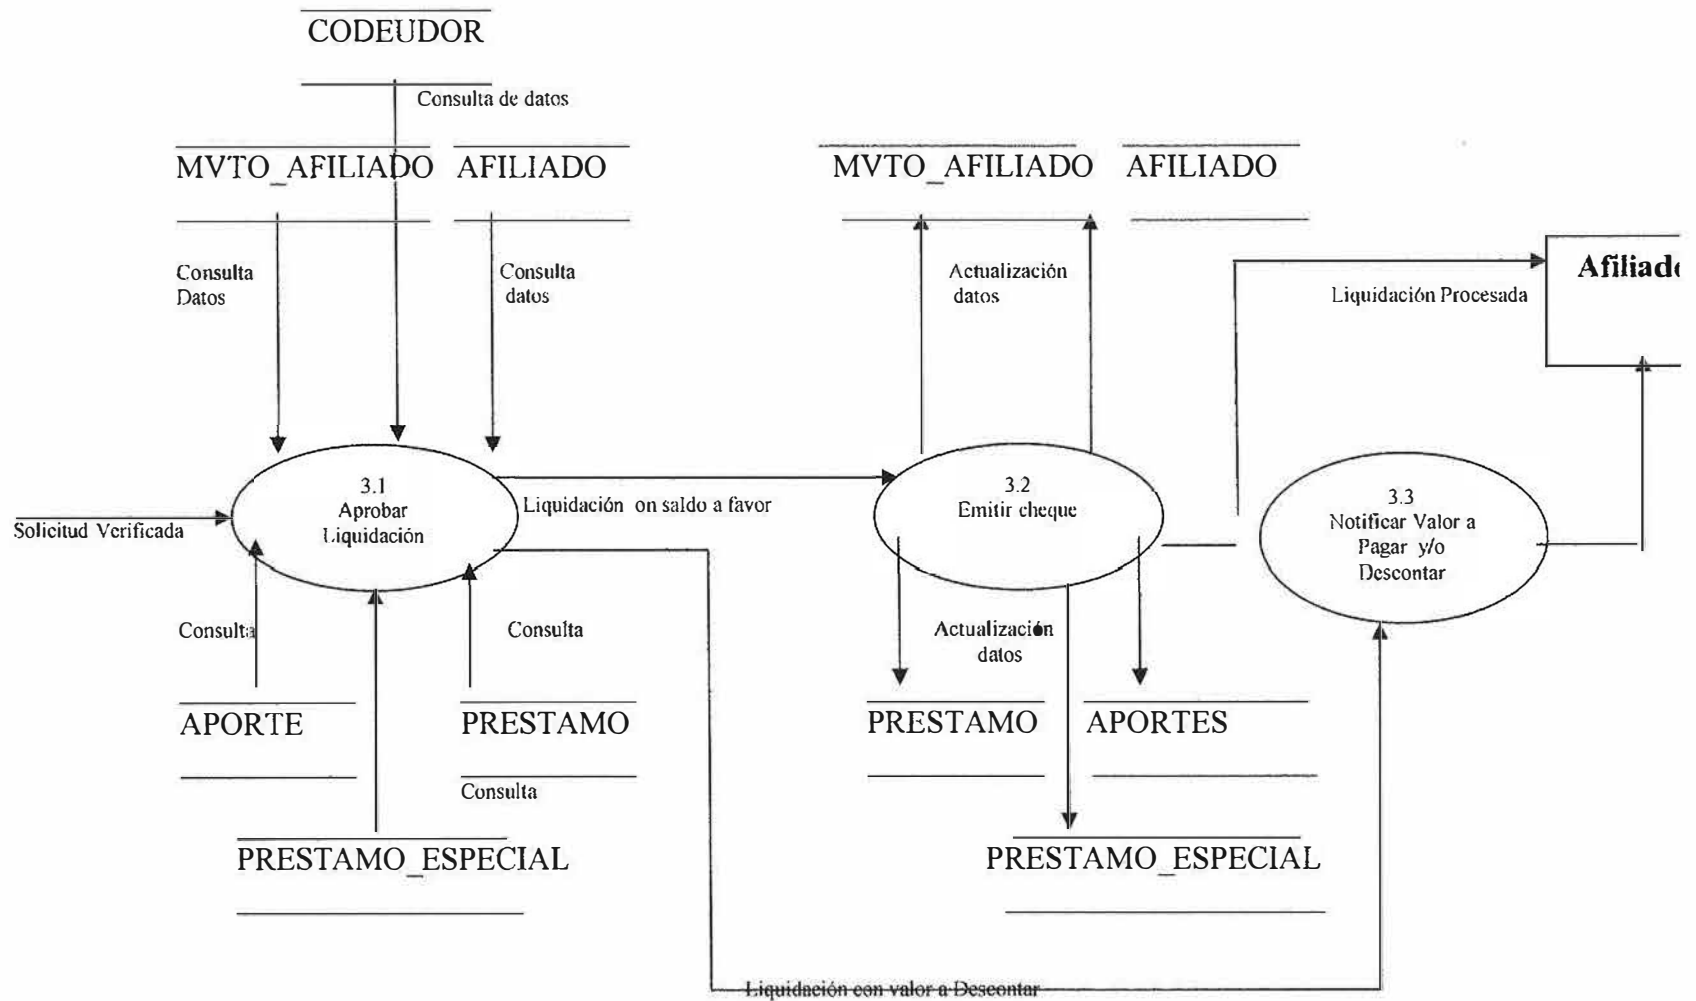 CODEUDOR
Consulta de datos
MVTO_AFILIADO
AFILIADO
MVTO_AFILIADO
AFILIADO
Consulta
Datos
Consulta
datos
Actualización
datos
Afiliad
Liquidación Procesada
3.1
Aprobar
Liquidación
Solicitud Verificada
Liquidación on saldo a favor
3.2
Emitir cheque
3.3
Notificar Valor a
Pagar y/o
Descontar
Consulta
Consulta
Actualización
datos
APORTE
PRESTAMO
PRESTAMO
APORTES
Consulta
PRESTAMO_ESPECIAL
PRESTAMO_ESPECIAL
Liquidación con valor a Descontar